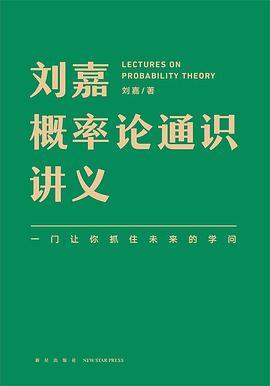 刘嘉
LECTURES ON
PROBABILITY THEORY
刘嘉/著
概率论通识
讲义
一门让你抓住未来的学问
新星出版社 NEW STAR PRESS